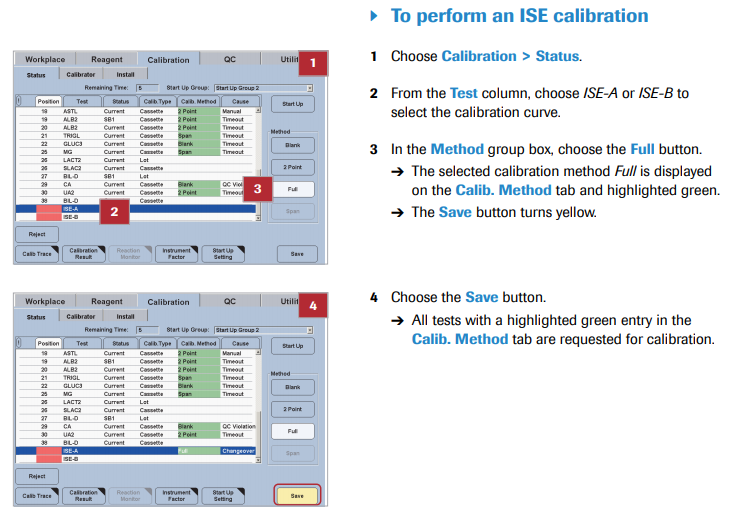 ▸ To perform an ISE calibration
1 Choose Calibration > Status.
2 From the Test column, choose ISE-A or ISE-B to
select the calibration curve.
3 In the Method group box, choose the Full button.
→ The selected calibration method Full is displayed
on the Calib. Method tab and highlighted green.
→ The Save button turns yellow.
Workplace Reagent Calibration QC Utilit 1
Status Calibrator Install
Remaining Time: 5 Start Up Group: Start Up Group 2
! Position Test Status Calib.Type Calib. Method Cause Start Up
18 ASTL Current Cassette 2 Point Manual
19 ALB2 SB1 Cassette 2 Point Timeout
20 ALB2 Current Cassette 2 Point Timeout
21 TRIGL Current Cassette Span Timeout
22 GLUC3 Current Cassette Blank Timeout
25 MG Current Cassette Span Timeout
26 LACT2 Current Lot
26 SLAC2 Current Cassette
27 BIL-D SB1 Lot
29 CA Current Cassette Blank QC Viol
30 UA2 Current Cassette 2 Point Timeout
38 BIL-D Current Cassette
ISE-A
ISE-B
2
3
Method
Blank
2 Point
Full
Span
Reject
Calib Trace Calibration Result Reaction Monitor Instrument Factor Start Up Setting Save
4 Choose the Save button.
→ All tests with a highlighted green entry in the
Calib. Method tab are requested for calibration.
Workplace Reagent Calibration QC Utilit 4
Status Calibrator Install
Remaining Time: 5 Start Up Group: Start Up Group 2
! Position Test Status Calib.Type Calib. Method Cause Start Up
19 ASTL Current Cassette 2 Point Manual
19 ALB2 SB1 Cassette 2 Point Timeout
20 ALB2 Current Cassette 2 Point Timeout
21 TRIGL Current Cassette Span Timeout
22 GLUC3 Current Cassette Blank Timeout
25 MG Current Cassette Span Timeout
26 LACT2 Current Lot
26 SLAC2 Current Cassette
27 BIL-D SB1 Lot
29 CA Current Cassette Blank QC Violation
30 UA2 Current Cassette 2 Point Timeout
38 BIL-D Current Cassette
ISE-A Full Changeover
ISE-B
Method
Blank
2 Point
Full
Span
Reject
Calib Trace Calibration Result Reaction Monitor Instrument Factor Start Up Setting Save